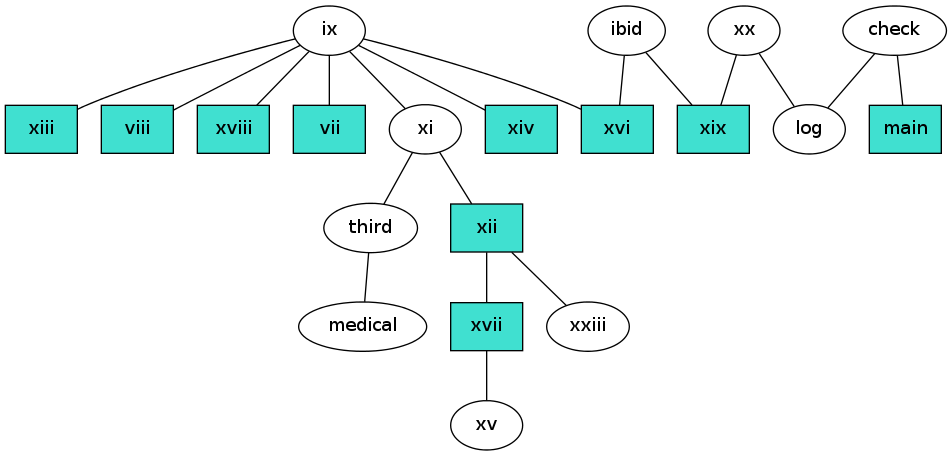 ix
ibid
xx
check
xiii
viii
xviii
vii
xi
xiv
xvi
xix
log
main
third
xii
medical
xvii
xxiii
xv